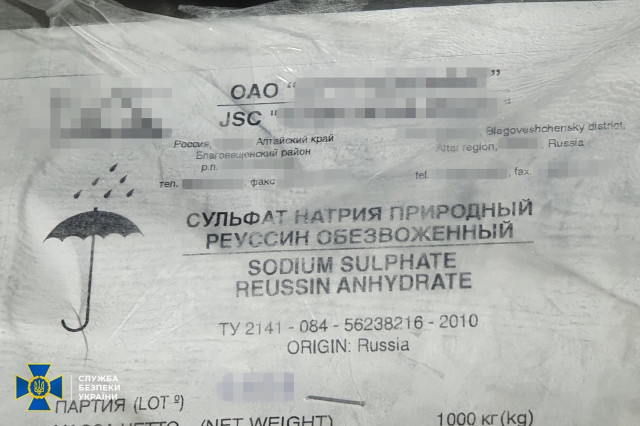 ОАО “ ”
JSC “ “
Россия, Алтайский край
Благовещенский район
р.п.
тел. , факс
Blagoveshchensky district,
Altai region, , Russia
tel. , fax.
СУЛЬФАТ НАТРИЯ ПРИРОДНЫЙ
РЕУССИН ОБЕЗВОЖЕННЫЙ
SODIUM SULPHATE
REUSSIN ANHYDRATE
ТУ 2141 - 084 - 56238216 - 2010
ORIGIN: Russia
СЛУЖБА
БЕЗПЕКИ
УКРАЇНИ
ПАРТИЯ (LOT º)
МАССА НЕТТО (NET WEIGHT) 1000 кг(kg)